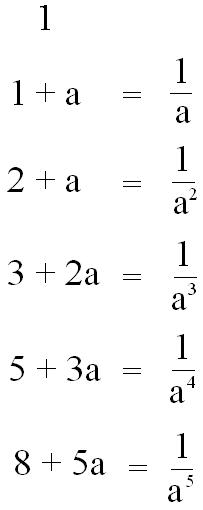 1
1 + a = 1/a
2 + a = 1/a²
3 + 2a = 1/a³
5 + 3a = 1/a⁴
8 + 5a = 1/a⁵